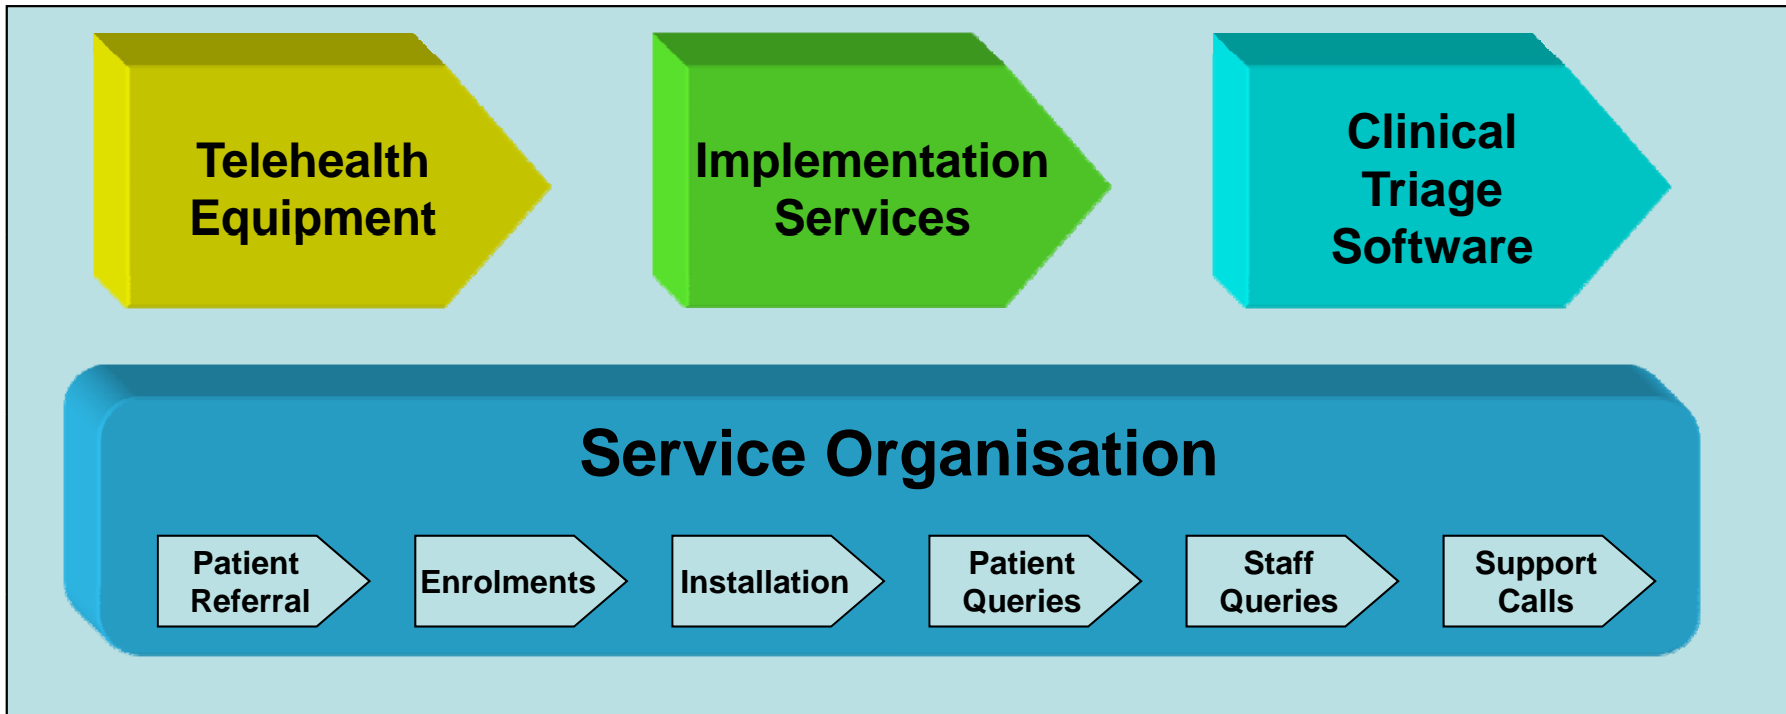 Telehealth
Equipment
Implementation
Services
Clinical
Triage
Software
Service Organisation
Patient
Referral
Enrolments
Installation
Patient
Queries
Staff
Queries
Support
Calls